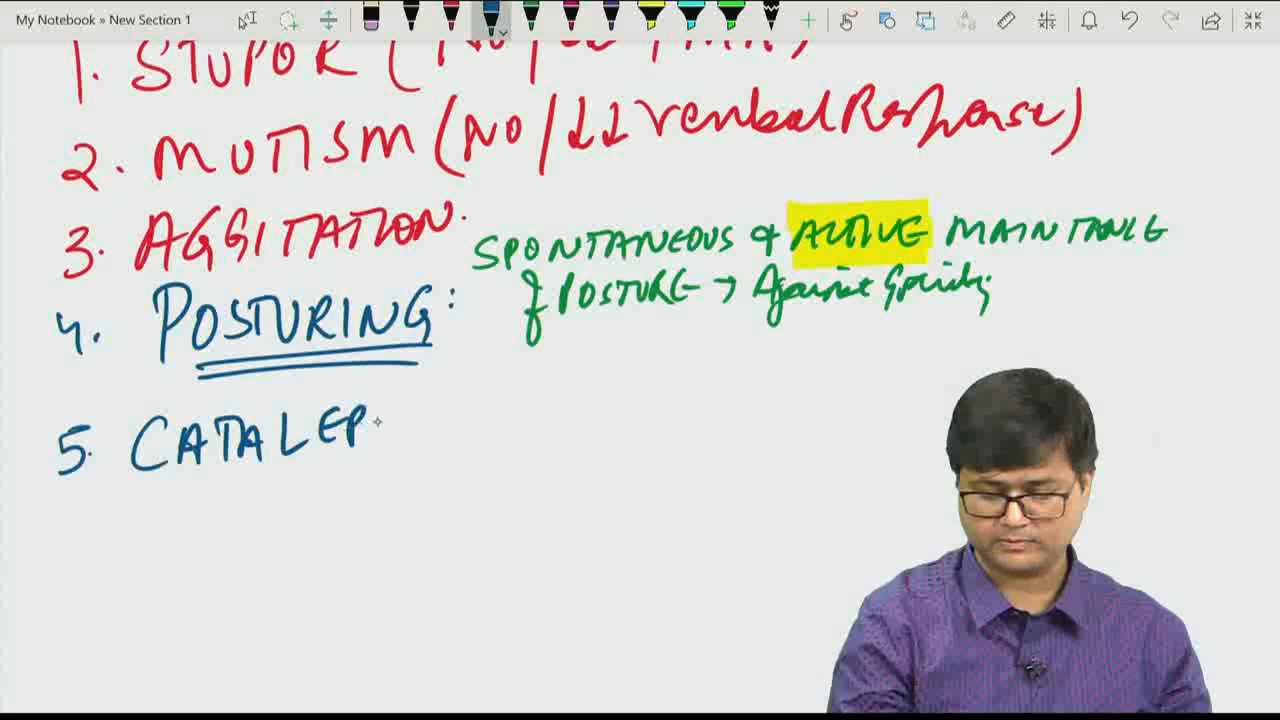 My Notebook » New Section 1
1. STUPOR (
2. MUTISM (NO/↓↓ Verbal Response)
3. AGGITATION.
SPONTANEOUS & ACTIVE MAINTANCE
of POSTURE → Against Gravity
4. POSTURING:
5. CATALEP